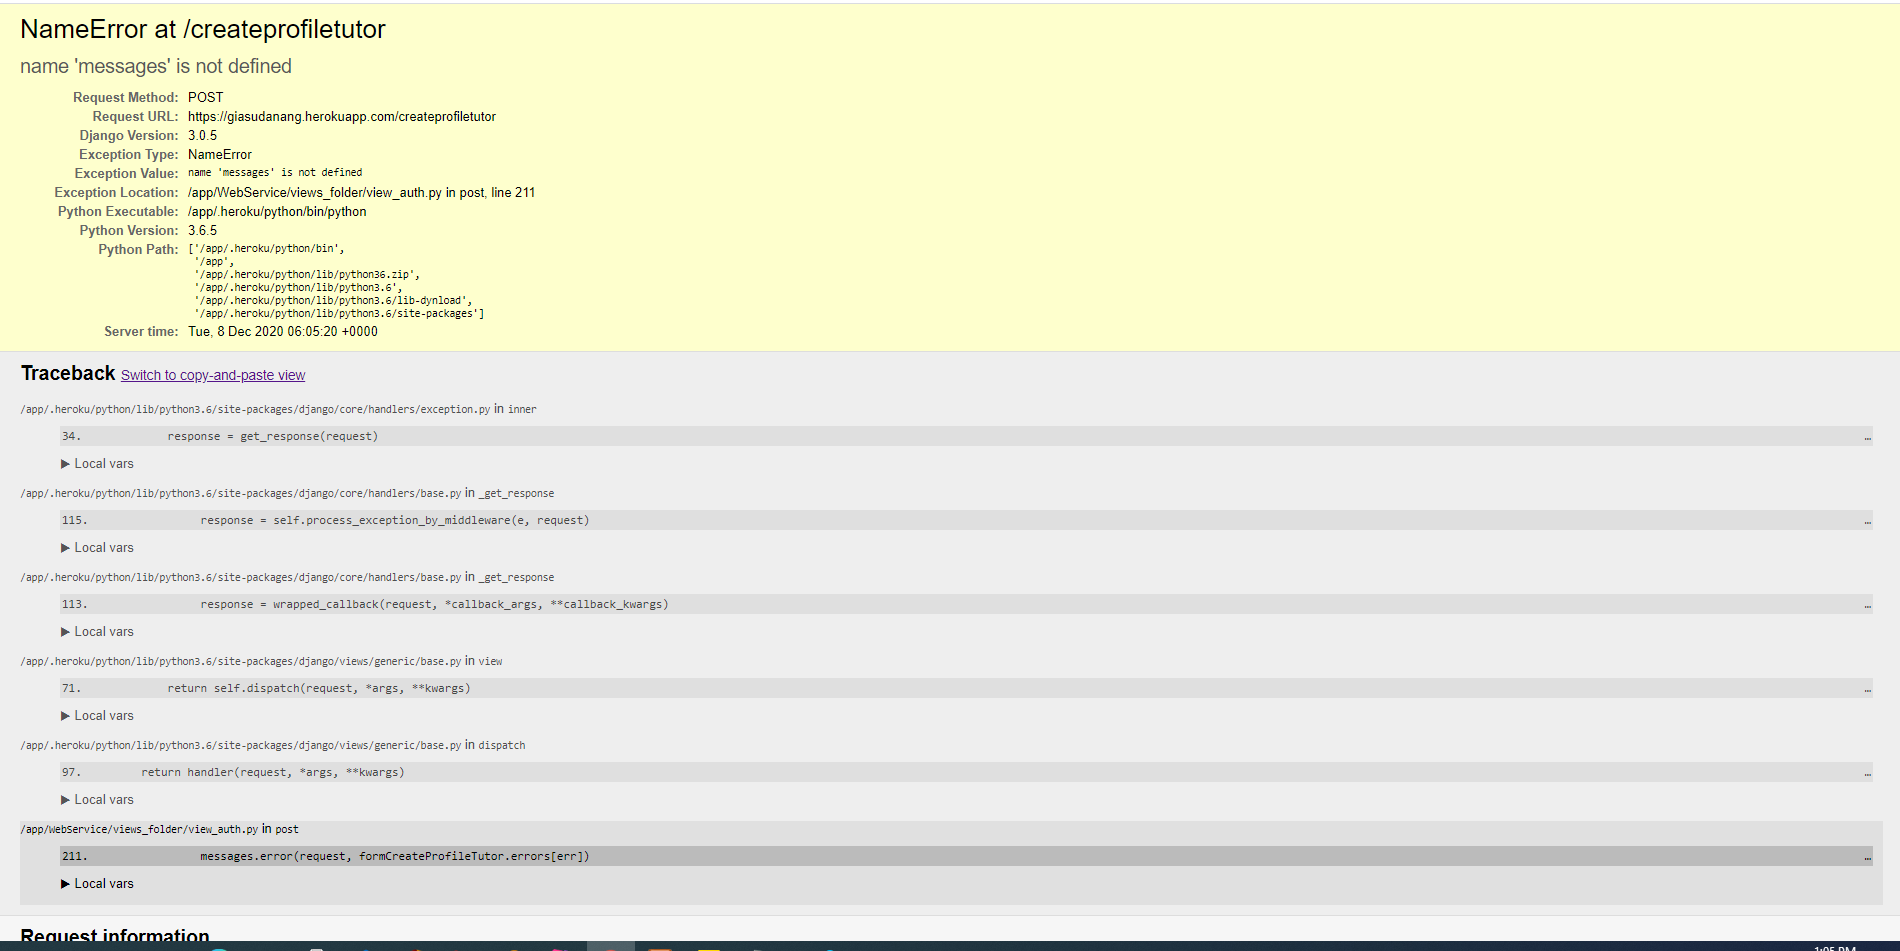 NameError at /createprofiletutor
name 'messages' is not defined
Request Method: POST
Request URL: https://giasudanang.herokuapp.com/createprofiletutor
Django Version: 3.0.5
Exception Type: NameError
Exception Value: name 'messages' is not defined
Exception Location: /app/WebService/views_folder/view_auth.py in post, line 211
Python Executable: /app/.heroku/python/bin/python
Python Version: 3.6.5
Python Path: ['/app/.heroku/python/bin',
'/app',
'/app/.heroku/python/lib/python36.zip',
'/app/.heroku/python/lib/python3.6',
'/app/.heroku/python/lib/python3.6/lib-dynload',
'/app/.heroku/python/lib/python3.6/site-packages']
Server time: Tue, 8 Dec 2020 06:05:20 +0000
Traceback Switch to copy-and-paste view
/app/.heroku/python/lib/python3.6/site-packages/django/core/handlers/exception.py in inner
34. response = get_response(request) …
▶ Local vars
/app/.heroku/python/lib/python3.6/site-packages/django/core/handlers/base.py in _get_response
115. response = self.process_exception_by_middleware(e, request) …
▶ Local vars
/app/.heroku/python/lib/python3.6/site-packages/django/core/handlers/base.py in _get_response
113. response = wrapped_callback(request, *callback_args, **callback_kwargs) …
▶ Local vars
/app/.heroku/python/lib/python3.6/site-packages/django/views/generic/base.py in view
71. return self.dispatch(request, *args, **kwargs) …
▶ Local vars
/app/.heroku/python/lib/python3.6/site-packages/django/views/generic/base.py in dispatch
97. return handler(request, *args, **kwargs) …
▶ Local vars
/app/WebService/views_folder/view_auth.py in post
211. messages.error(request, formCreateProfileTutor.errors[err]) …
▶ Local vars
Request information
1:05 PM